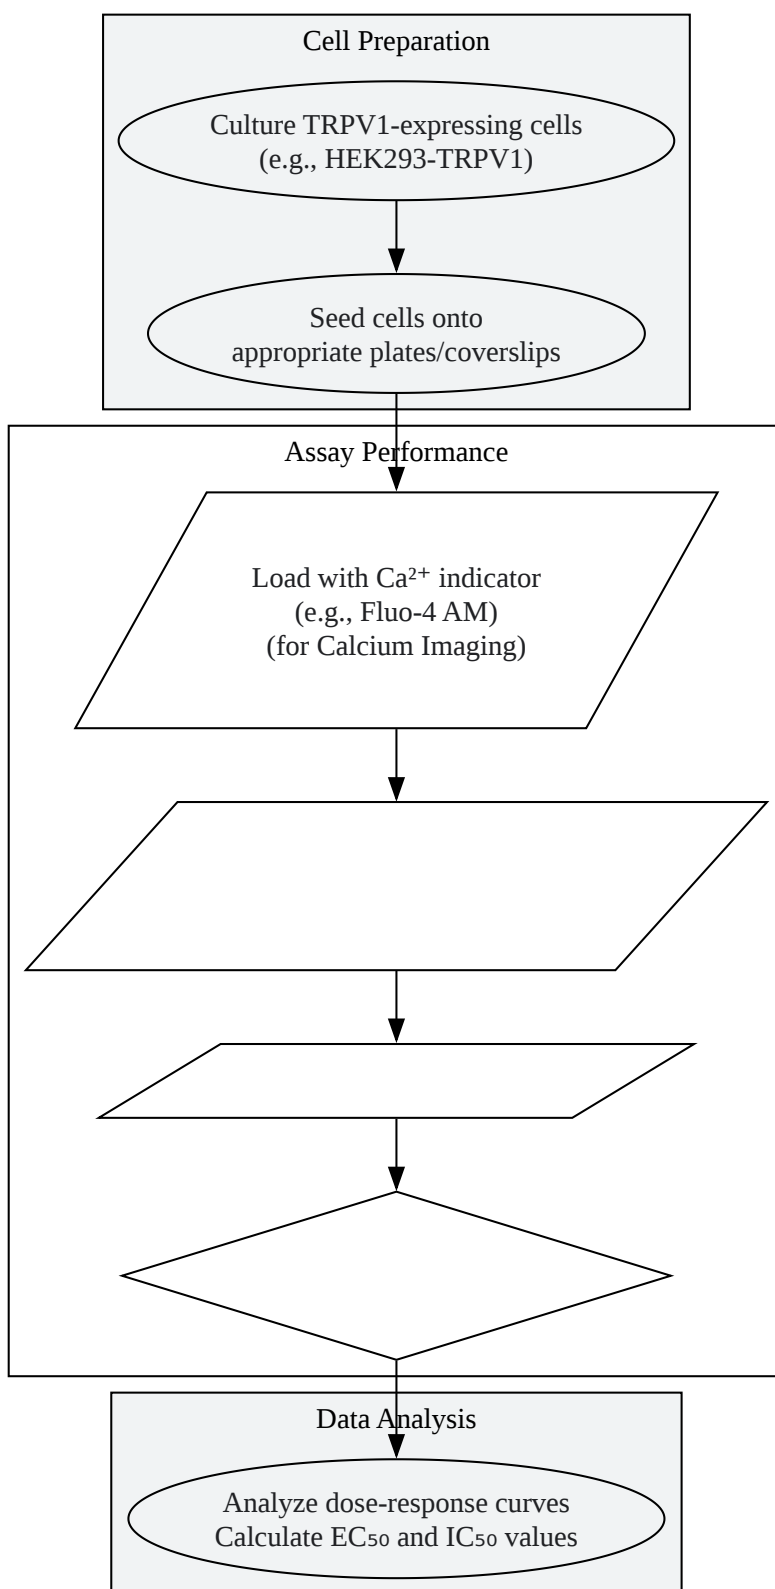 Cell Preparation
Culture TRPV1-expressing cells
(e.g., HEK293-TRPV1)
Seed cells onto
appropriate plates/coverslips
Assay Performance
Load with Ca²⁺ indicator
(e.g., Fluo-4 AM)
(for Calcium Imaging)
Data Analysis
Analyze dose-response curves
Calculate EC₅₀ and IC₅₀ values